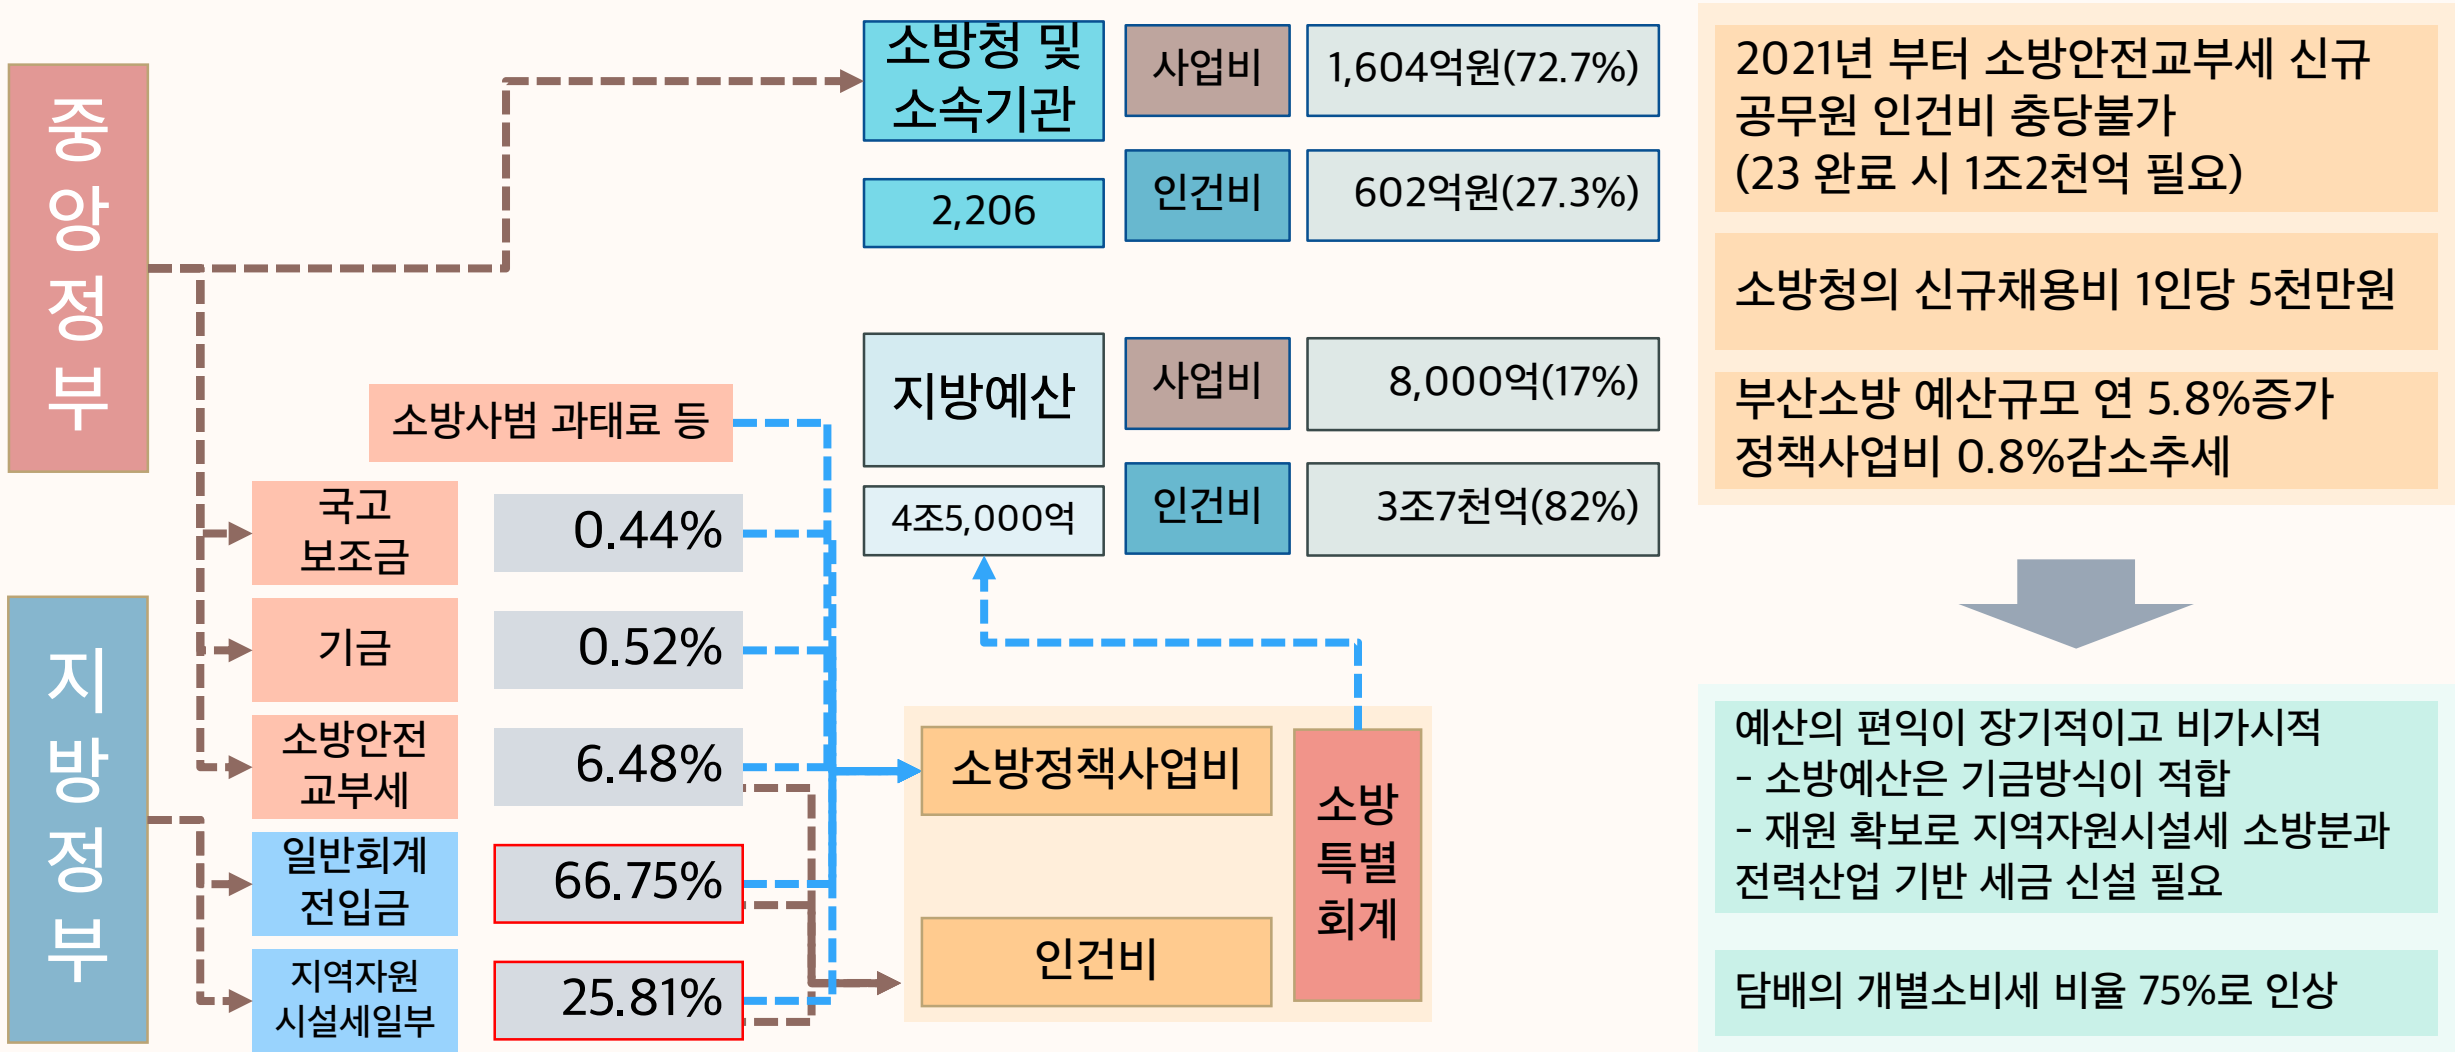 중
앙
정
부
지
방
정
부
소방청 및
소속기관
2,206
사업비
1,604억원(72.7%)
인건비
602억원(27.3%)
지방예산
4조5,000억
사업비
8,000억(17%)
인건비
3조7천억(82%)
소방사범 과태료 등
국고
보조금
0.44%
기금
0.52%
소방안전
교부세
6.48%
일반회계
전입금
66.75%
지역자원
시설세일부
25.81%
소방정책사업비
인건비
소방
특별
회계
2021년 부터 소방안전교부세 신규
공무원 인건비 충당불가
(23 완료 시 1조2천억 필요)
소방청의 신규채용비 1인당 5천만원
부산소방 예산규모 연 5.8%증가
정책사업비 0.8%감소추세
예산의 편익이 장기적이고 비가시적
- 소방예산은 기금방식이 적합
- 재원 확보로 지역자원시설세 소방분과
전력산업 기반 세금 신설 필요
담배의 개별소비세 비율 75%로 인상